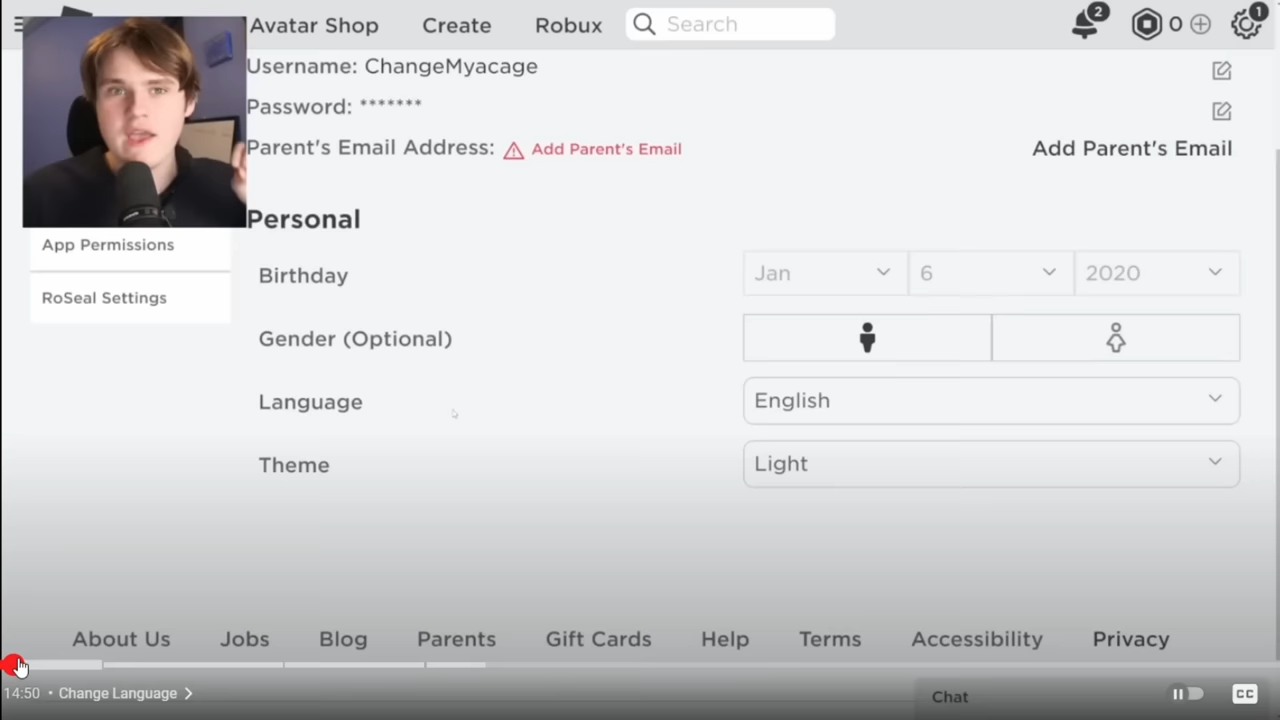 Avatar Shop Create Robux Search 2 0 1
Username: ChangeMyacage
Password: *******
Parent's Email Address: Add Parent's Email Add Parent's Email
Personal
App Permissions
Birthday Jan 6 2020
RoSeal Settings
Gender (Optional)
Language English
Theme Light
About Us Jobs Blog Parents Gift Cards Help Terms Accessibility Privacy
14:50 • Change Language
Chat
CC